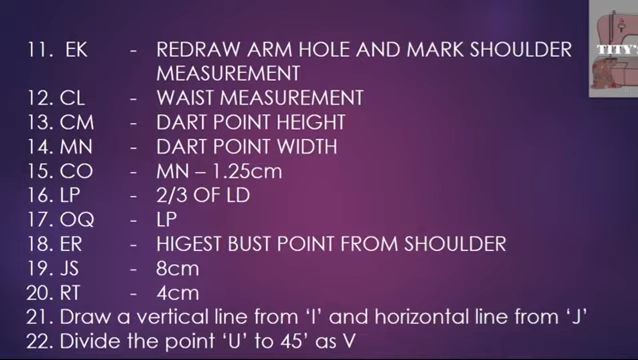 TITY'S
11. EK - REDRAW ARM HOLE AND MARK SHOULDER
MEASUREMENT
12. CL - WAIST MEASUREMENT
13. CM - DART POINT HEIGHT
14. MN - DART POINT WIDTH
15. CO - MN – 1.25cm
16. LP - 2/3 OF LD
17. OQ - LP
18. ER - HIGEST BUST POINT FROM SHOULDER
19. JS - 8cm
20. RT - 4cm
21. Draw a vertical line from ‘I’ and horizontal line from ‘J’
22. Divide the point ‘U’ to 45’ as V